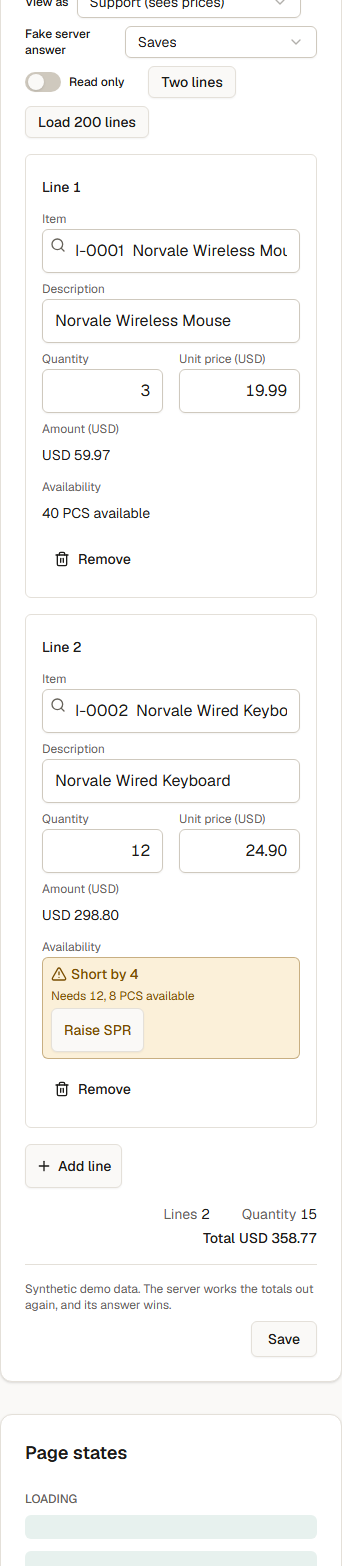 View as Support (sees prices)
Fake server
answer
Saves
Read only
Two lines
Load 200 lines
Line 1
Item
I-0001 Norvale Wireless Mou
Description
Norvale Wireless Mouse
Quantity Unit price (USD)
3 19.99
Amount (USD)
USD 59.97
Availability
40 PCS available
Remove
Line 2
Item
I-0002 Norvale Wired Keybo
Description
Norvale Wired Keyboard
Quantity Unit price (USD)
12 24.90
Amount (USD)
USD 298.80
Availability
Short by 4
Needs 12, 8 PCS available
Raise SPR
Remove
Add line
Lines 2 Quantity 15
Total USD 358.77
Synthetic demo data. The server works the totals out
again, and its answer wins.
Save
Page states
LOADING